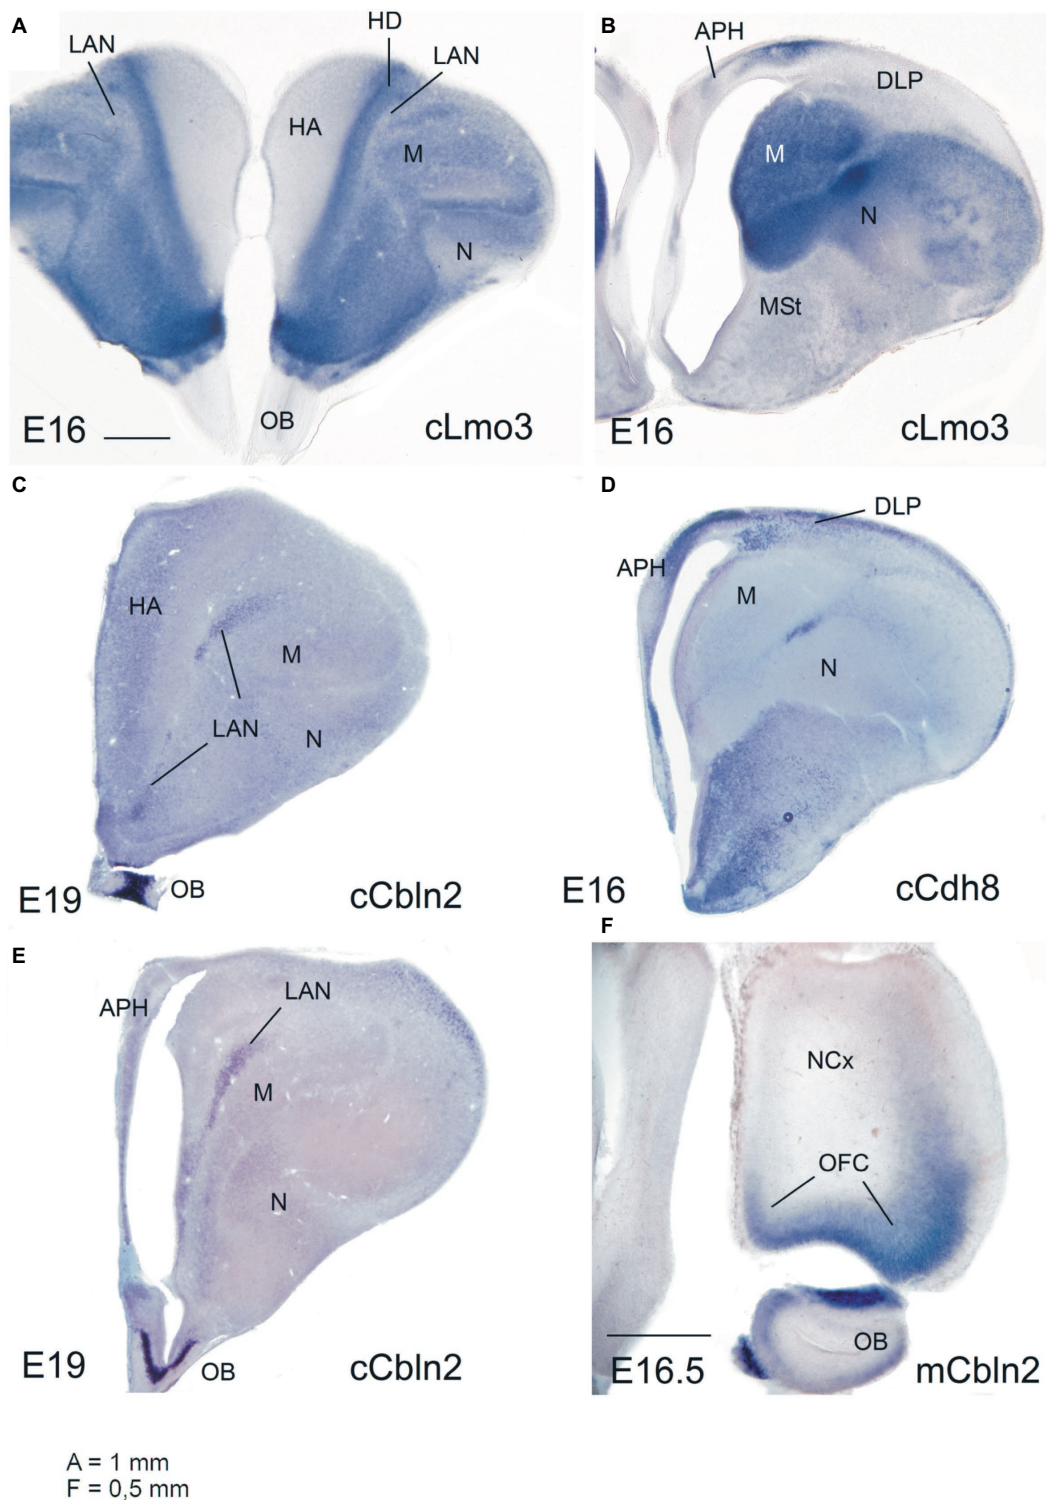 A
HD
LAN
LAN
HA
M
N
OB
E16
cLmo3
B
APH
DLP
M
N
MSt
E16
cLmo3
C
HA
M
LAN
N
OB
E19
cCbln2
D
DLP
APH
M
N
E16
cCdh8
E
LAN
APH
M
N
OB
E19
cCbln2
F
NCx
OFC
OB
E16.5
mCbln2
A = 1 mm
F = 0,5 mm